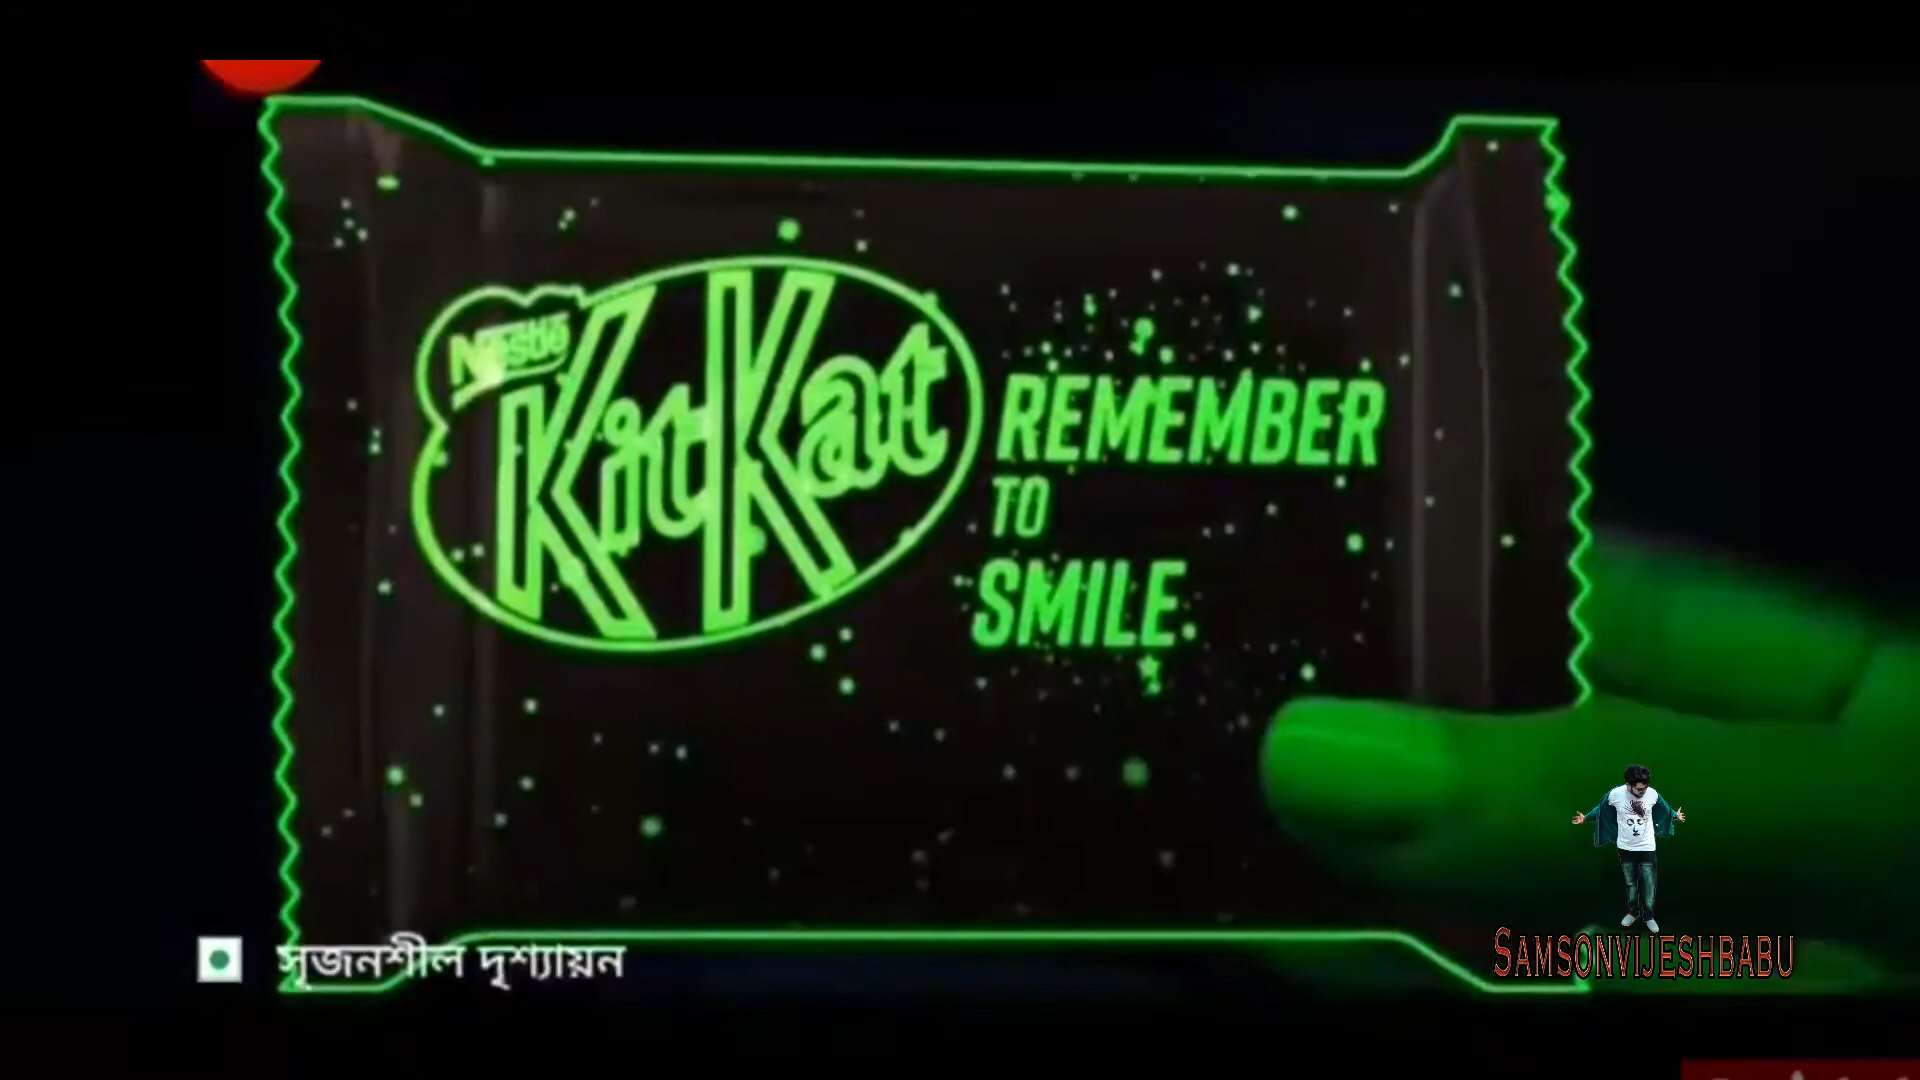 Nestlé
KitKat
REMEMBER
TO
SMILE
সৃজনশীল দৃশ্যায়ন
SAMSONVIJESHBABU